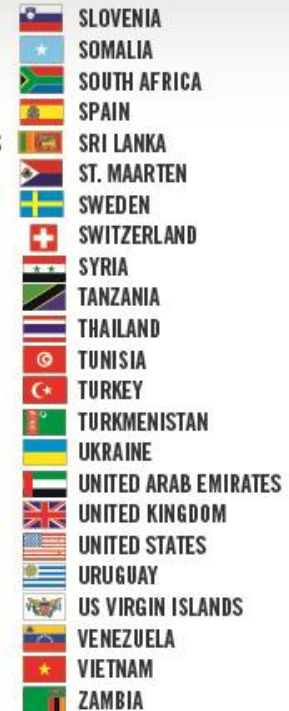 SLOVENIA
SOMALIA
SOUTH AFRICA
SPAIN
SRI LANKA
ST. MAARTEN
SWEDEN
SWITZERLAND
SYRIA
TANZANIA
THAILAND
TUNISIA
TURKEY
TURKMENISTAN
UKRAINE
UNITED ARAB EMIRATES
UNITED KINGDOM
UNITED STATES
URUGUAY
US VIRGIN ISLANDS
VENEZUELA
VIETNAM
ZAMBIA